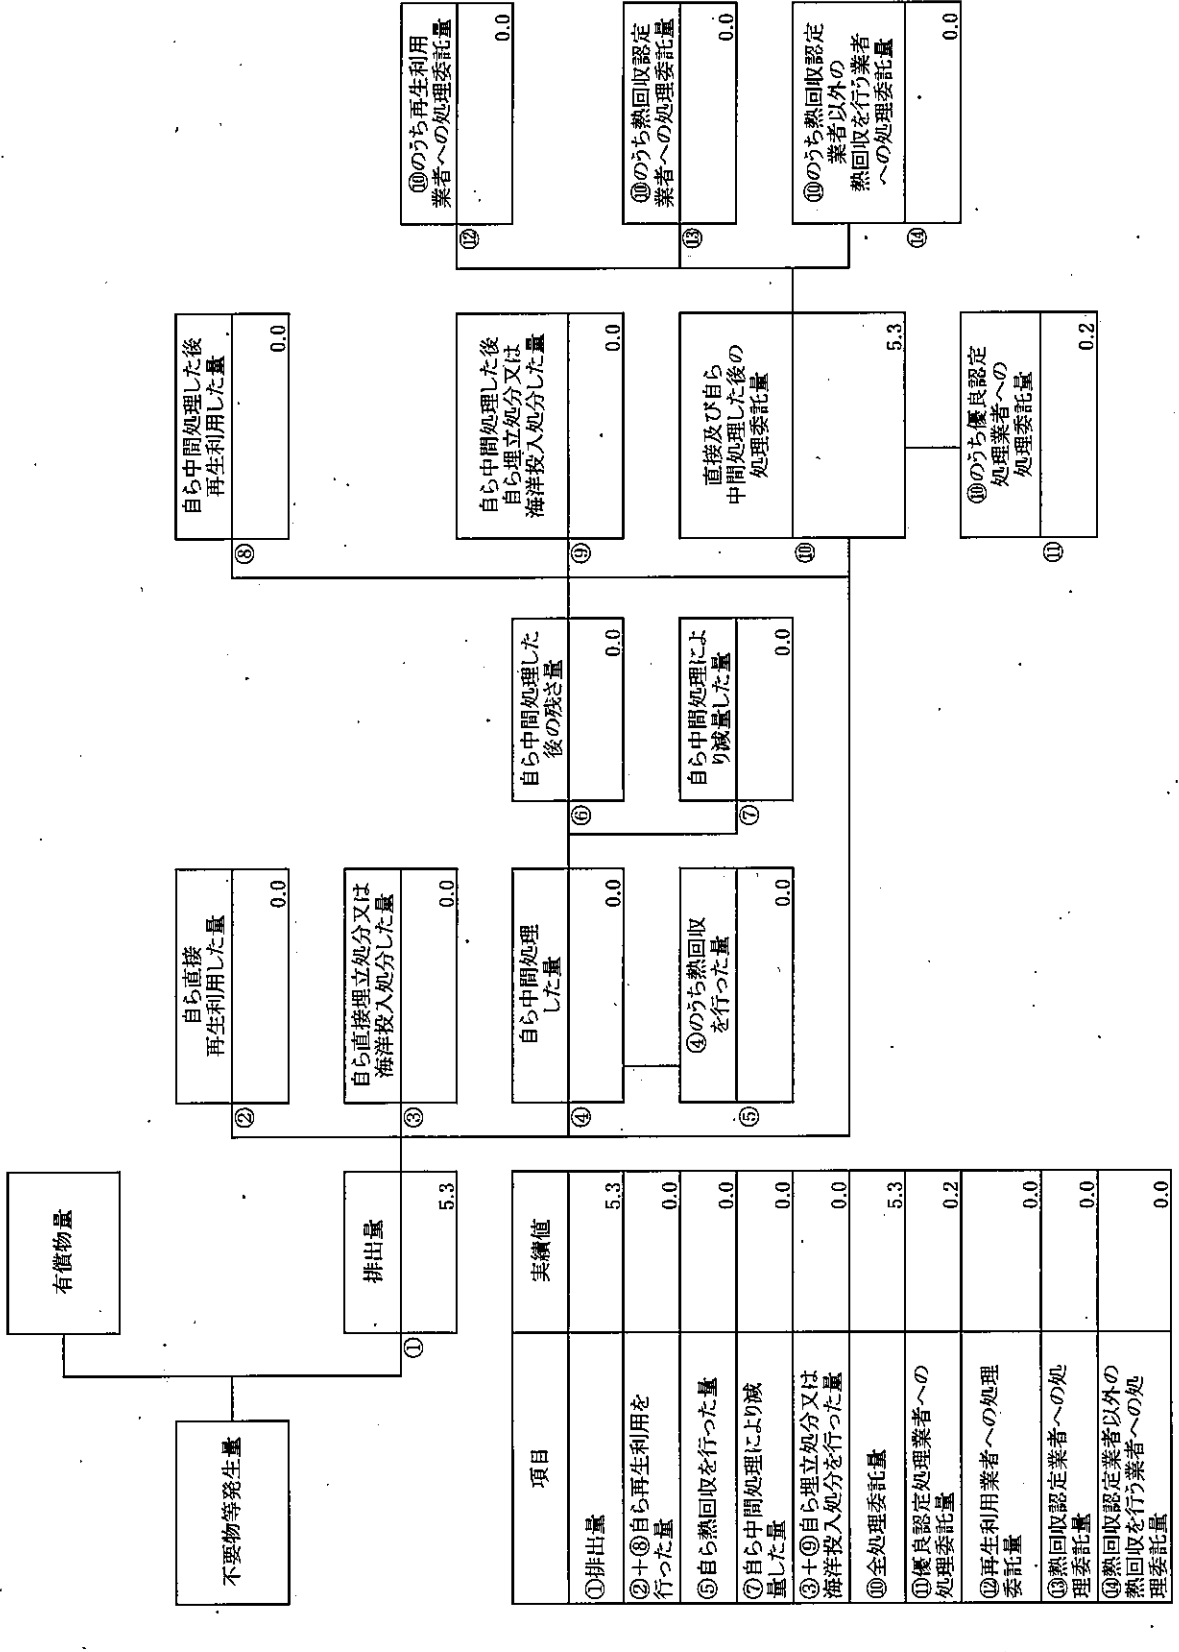 不要物等発生量
有償物量
①
排出量
5.3
②
自ら直接
再生利用した量
0.0
③
自ら直接埋立処分又は
海洋投入処分した量
0.0
④
自ら中間処理
した量
0.0
⑤
④のうち熱回収
を行った量
0.0
⑥
自ら中間処理した
後の残さ量
0.0
⑦
自ら中間処理によ
り減量した量
0.0
⑧
自ら中間処理した後
再生利用した量
0.0
⑨
自ら中間処理した後
自ら埋立処分又は
海洋投入処分した量
0.0
⑩
直接及び自ら
中間処理した後の
処理委託量
5.3
⑪
⑩のうち優良認定
処理業者への
処理委託量
0.2
⑫
⑩のうち再生利用
業者への処理委託量
0.0
⑬
⑩のうち熱回収認定
業者への処理委託量
0.0
⑭
⑩のうち熱回収認定
業者以外の
熱回収を行う業者
への処理委託量
0.0
項目 実績値
①排出量 5.3
②+⑧自ら再生利用を
行った量 0.0
⑤自ら熱回収を行った量 0.0
⑦自ら中間処理により減
量した量 0.0
③+⑨自ら埋立処分又は
海洋投入処分を行った量 0.0
⑩全処理委託量 5.3
⑪優良認定処理業者への
処理委託量 0.2
⑫再生利用業者への処理
委託量 0.0
⑬熱回収認定業者への処
理委託量 0.0
⑭熱回収認定業者以外の
熱回収を行う業者への処
理委託量 0.0